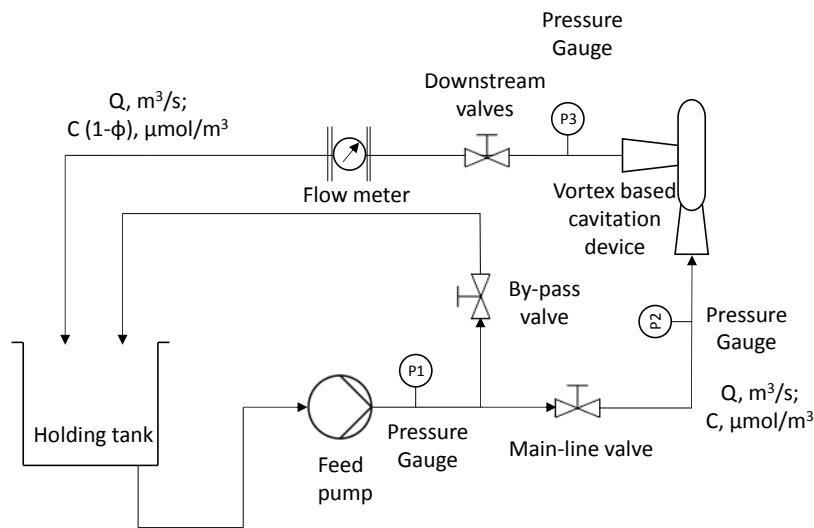 Pressure
Gauge
Downstream
valves
Q, m³/s;
C (1-ϕ), µmol/m³
P3
Flow meter
Vortex based
cavitation
device
By-pass
valve
P2
Pressure
Gauge
P1
Q, m³/s;
C, µmol/m³
Holding tank
Pressure
Gauge
Main-line valve
Feed
pump